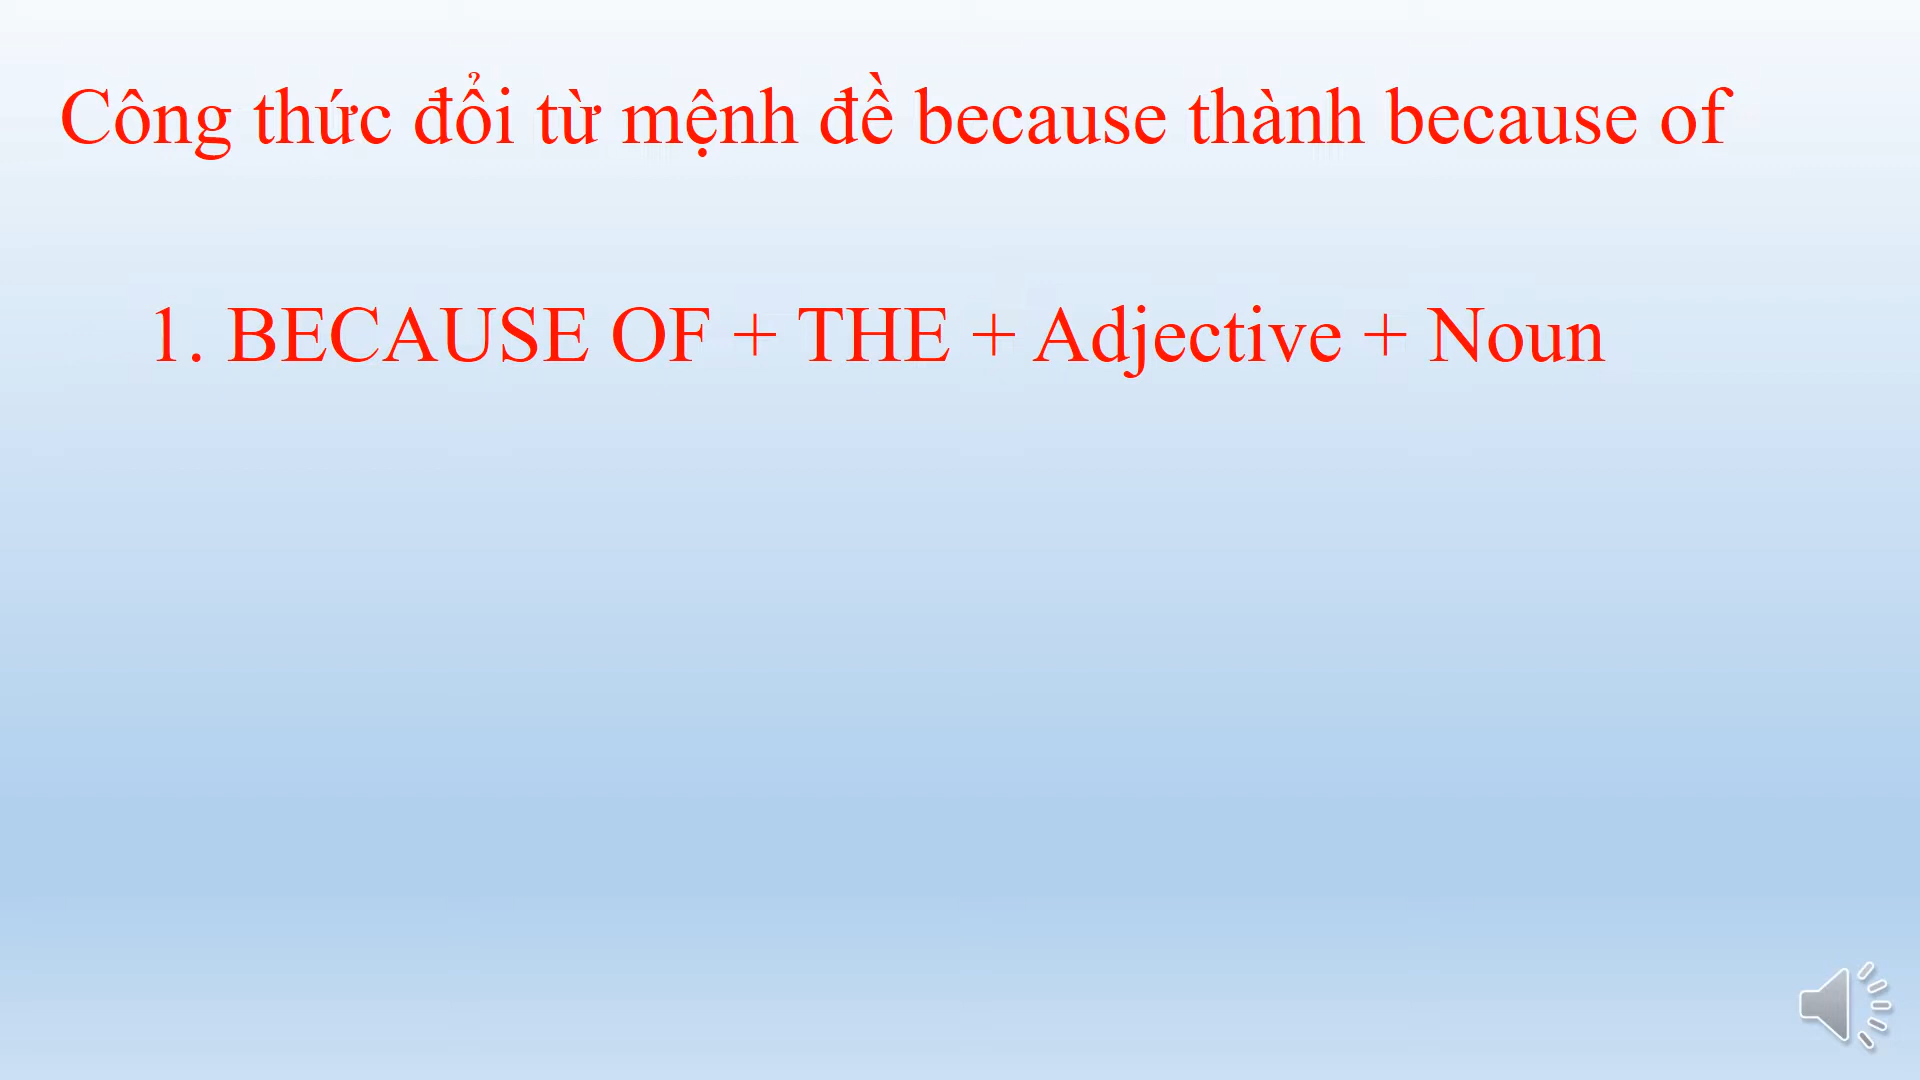 Công thức đổi từ mệnh đề because thành because of
1. BECAUSE OF + THE + Adjective + Noun